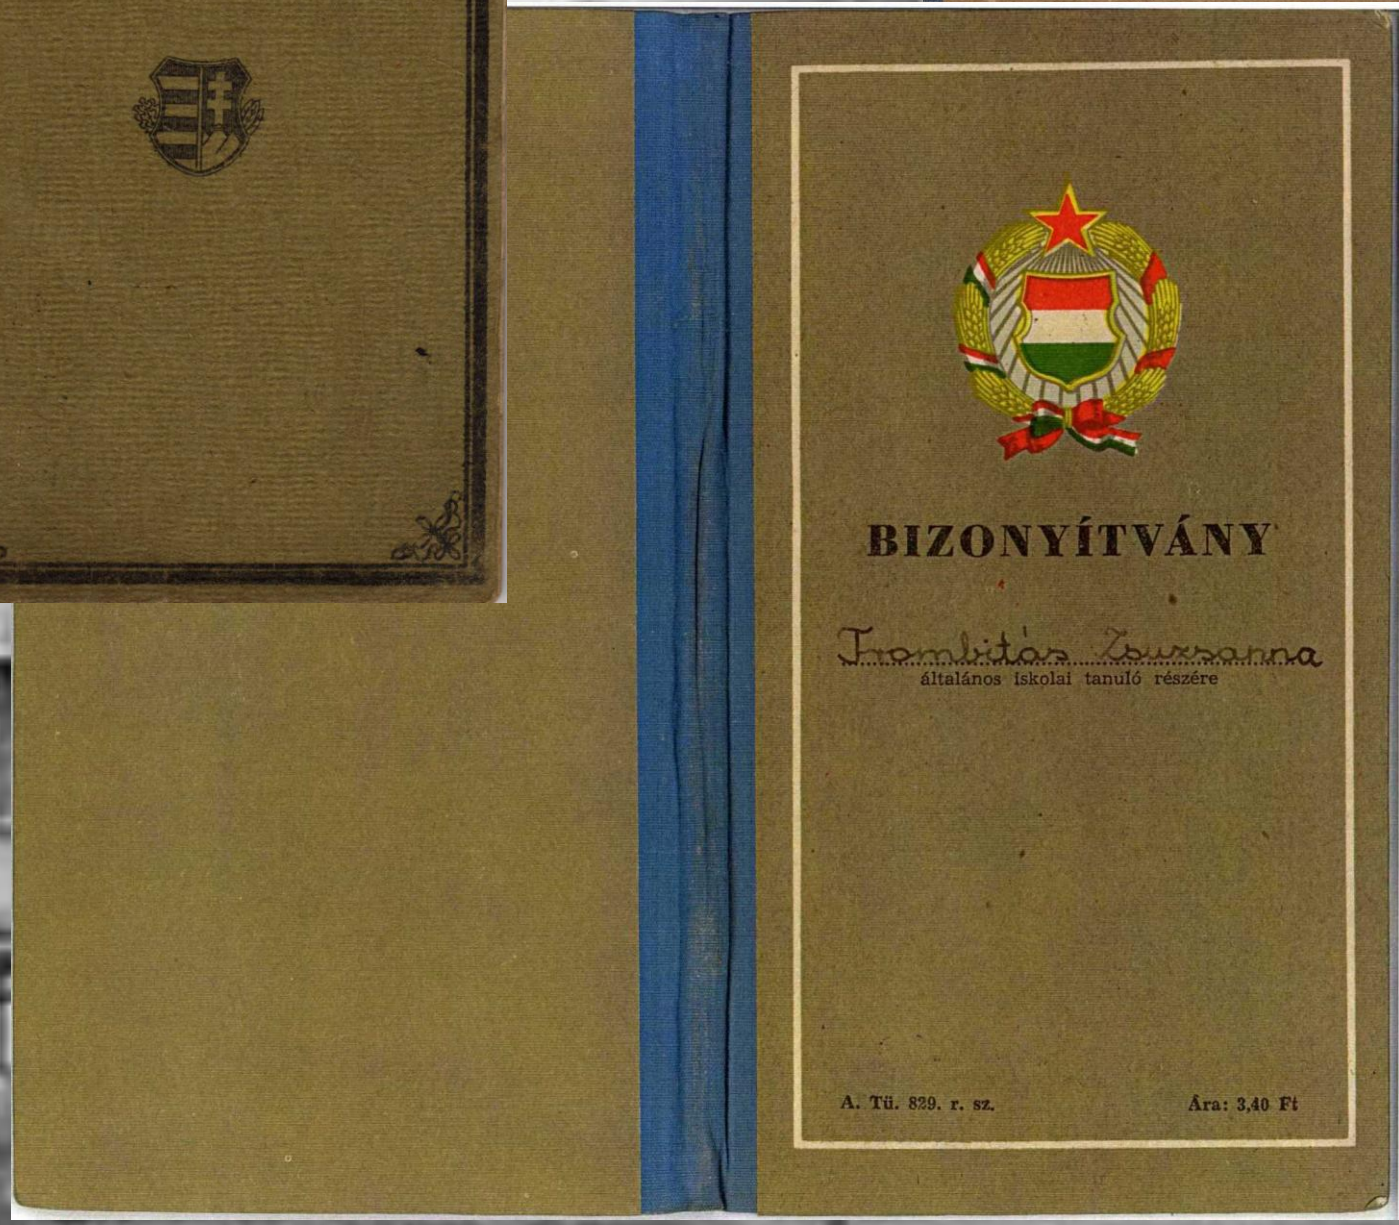 BIZONYÍTVÁNY
Trombitás Zsuzsanna
általános iskolai tanuló részére
A. Tü. 829. r. sz.
Ára: 3,40 Ft